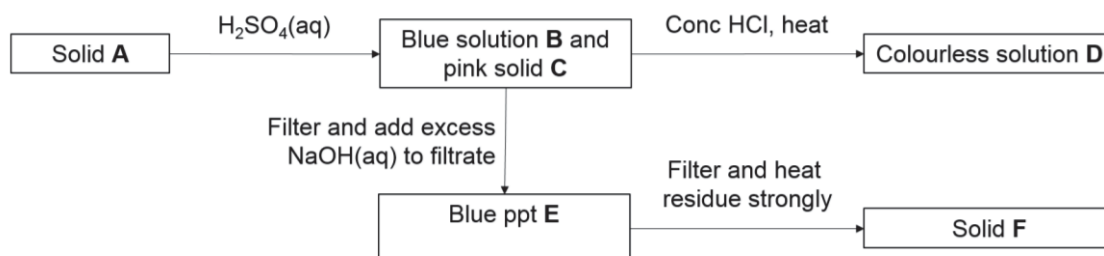 H₂SO₄(aq)
Conc HCl, heat
Solid A
Blue solution B and
pink solid C
Colourless solution D
Filter and add excess
NaOH(aq) to filtrate
Filter and heat
residue strongly
Blue ppt E
Solid F